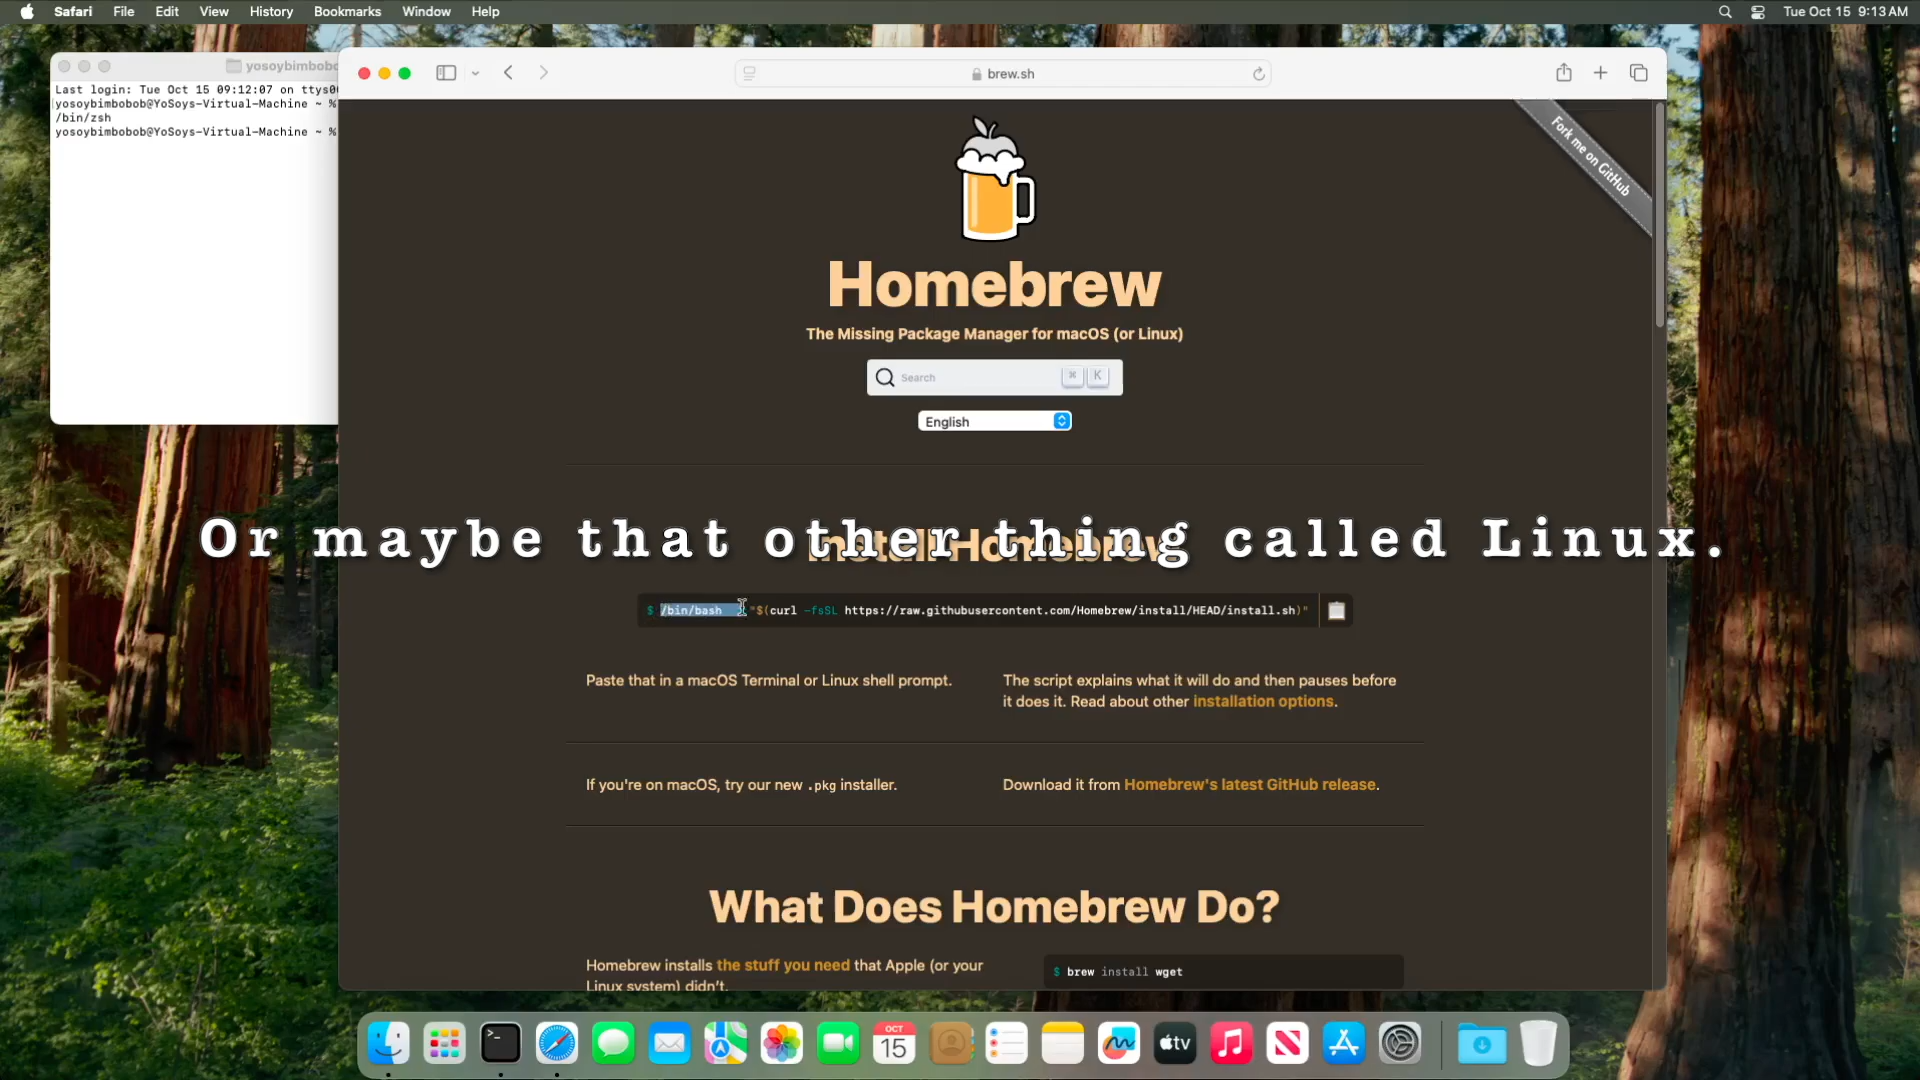 Safari File Edit View History Bookmarks Window Help
Tue Oct 15 9:13 AM
yosoybimbobo
Last login: Tue Oct 15 09:12:07 on ttys0
yosoybimbobob@YoSoys-Virtual-Machine ~ %
/bin/zsh
yosoybimbobob@YoSoys-Virtual-Machine ~ %
brew.sh
Fork me on GitHub
Homebrew
The Missing Package Manager for macOS (or Linux)
Search ⌘ K
English
Install Homebrew
Or maybe that other thing called Linux.
$ /bin/bash "$(curl -fsSL https://raw.githubusercontent.com/Homebrew/install/HEAD/install.sh)"
Paste that in a macOS Terminal or Linux shell prompt.
The script explains what it will do and then pauses before
it does it. Read about other installation options.
If you're on macOS, try our new .pkg installer.
Download it from Homebrew's latest GitHub release.
What Does Homebrew Do?
Homebrew installs the stuff you need that Apple (or your
Linux system) didn't.
$ brew install wget
OCT
15
tv